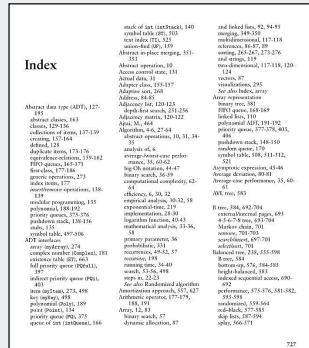 Index
Abstract data type (ADT), 127-
195
abstract classes, 163
classes, 129-136
collections of items, 137-139
creating, 157-164
defined, 128
duplicate items, 173-176
equivalence-relations, 159-162
FIFO queues, 165-171
first-class, 177-186
generic operations, 273
index items, 177
insert/remove operations, 138-
139
modular programming, 135
polynomial, 188-192
priority queues, 375-376
pushdown stack, 138-156
stubs, 135
symbol table, 497-506
ADT interfaces
array (myArray), 274
complex number (Complex), 181
existence table (ET), 663
full priority queue (PQfull),
397
indirect priority queue (PQi),
403
item (myItem), 273, 498
key (myKey), 498
polynomial (Poly), 189
point (Point), 134
priority queue (PQ), 375
queue of int (intQueue), 166
stack of int (intStack), 140
symbol table (ST), 503
text index (TI), 525
union-find (UF), 159
Abstract in-place merging, 351-
353
Abstract operation, 10
Access control state, 131
Actual data, 31
Adapter class, 155-157
Adaptive sort, 268
Address, 84-85
Adjacency list, 120-123
depth-first search, 251-256
Adjacency matrix, 120-122
Ajtai, M., 464
Algorithm, 4-6, 27-64
abstract operations, 10, 31, 34-
35
analysis of, 6
average-/worst-case perfor-
mance, 35, 60-62
big-Oh notation, 44-47
binary search, 56-59
computational complexity, 62-
64
efficiency, 6, 30, 32
empirical analysis, 30-32, 58
exponential-time, 219
implementation, 28-30
logarithm function, 40-43
mathematical analysis, 33-36,
58
primary parameter, 36
probabilistic, 331
recurrences, 49-52, 57
recursive, 198
running time, 34-40
search, 53-56, 498
steps in, 22-23
See also Randomized algorithm
Amortization approach, 557, 627
Arithmetic operator, 177-179,
188, 191
Array, 12, 83
binary search, 57
dynamic allocation, 87
and linked lists, 92, 94-95
merging, 349-350
multidimensional, 117-118
references, 86-87, 89
sorting, 265-267, 273-276
and strings, 119
two-dimensional, 117-118, 120-
124
vectors, 87
visualizations, 295
See also Index, array
Array representation
binary tree, 381
FIFO queue, 168-169
linked lists, 110
polynomial ADT, 191-192
priority queue, 377-378, 403,
406
pushdown stack, 148-150
random queue, 170
symbol table, 508, 511-512,
521
Asymptotic expression, 45-46
Average deviation, 80-81
Average-case performance, 35, 60-
61
AVL tree, 583
B tree, 584, 692-704
external/internal pages, 695
4-5-6-7-8 tree, 693-704
Markov chain, 701
remove, 701-703
search/insert, 697-701
select/sort, 701
Balanced tree, 238, 555-598
B tree, 584
bottom-up, 576, 584-585
height-balanced, 583
indexed sequential access, 690-
692
performance, 575-576, 581-582,
595-598
randomized, 559-564
red-black, 577-585
skip lists, 587-594
splay, 566-571
727